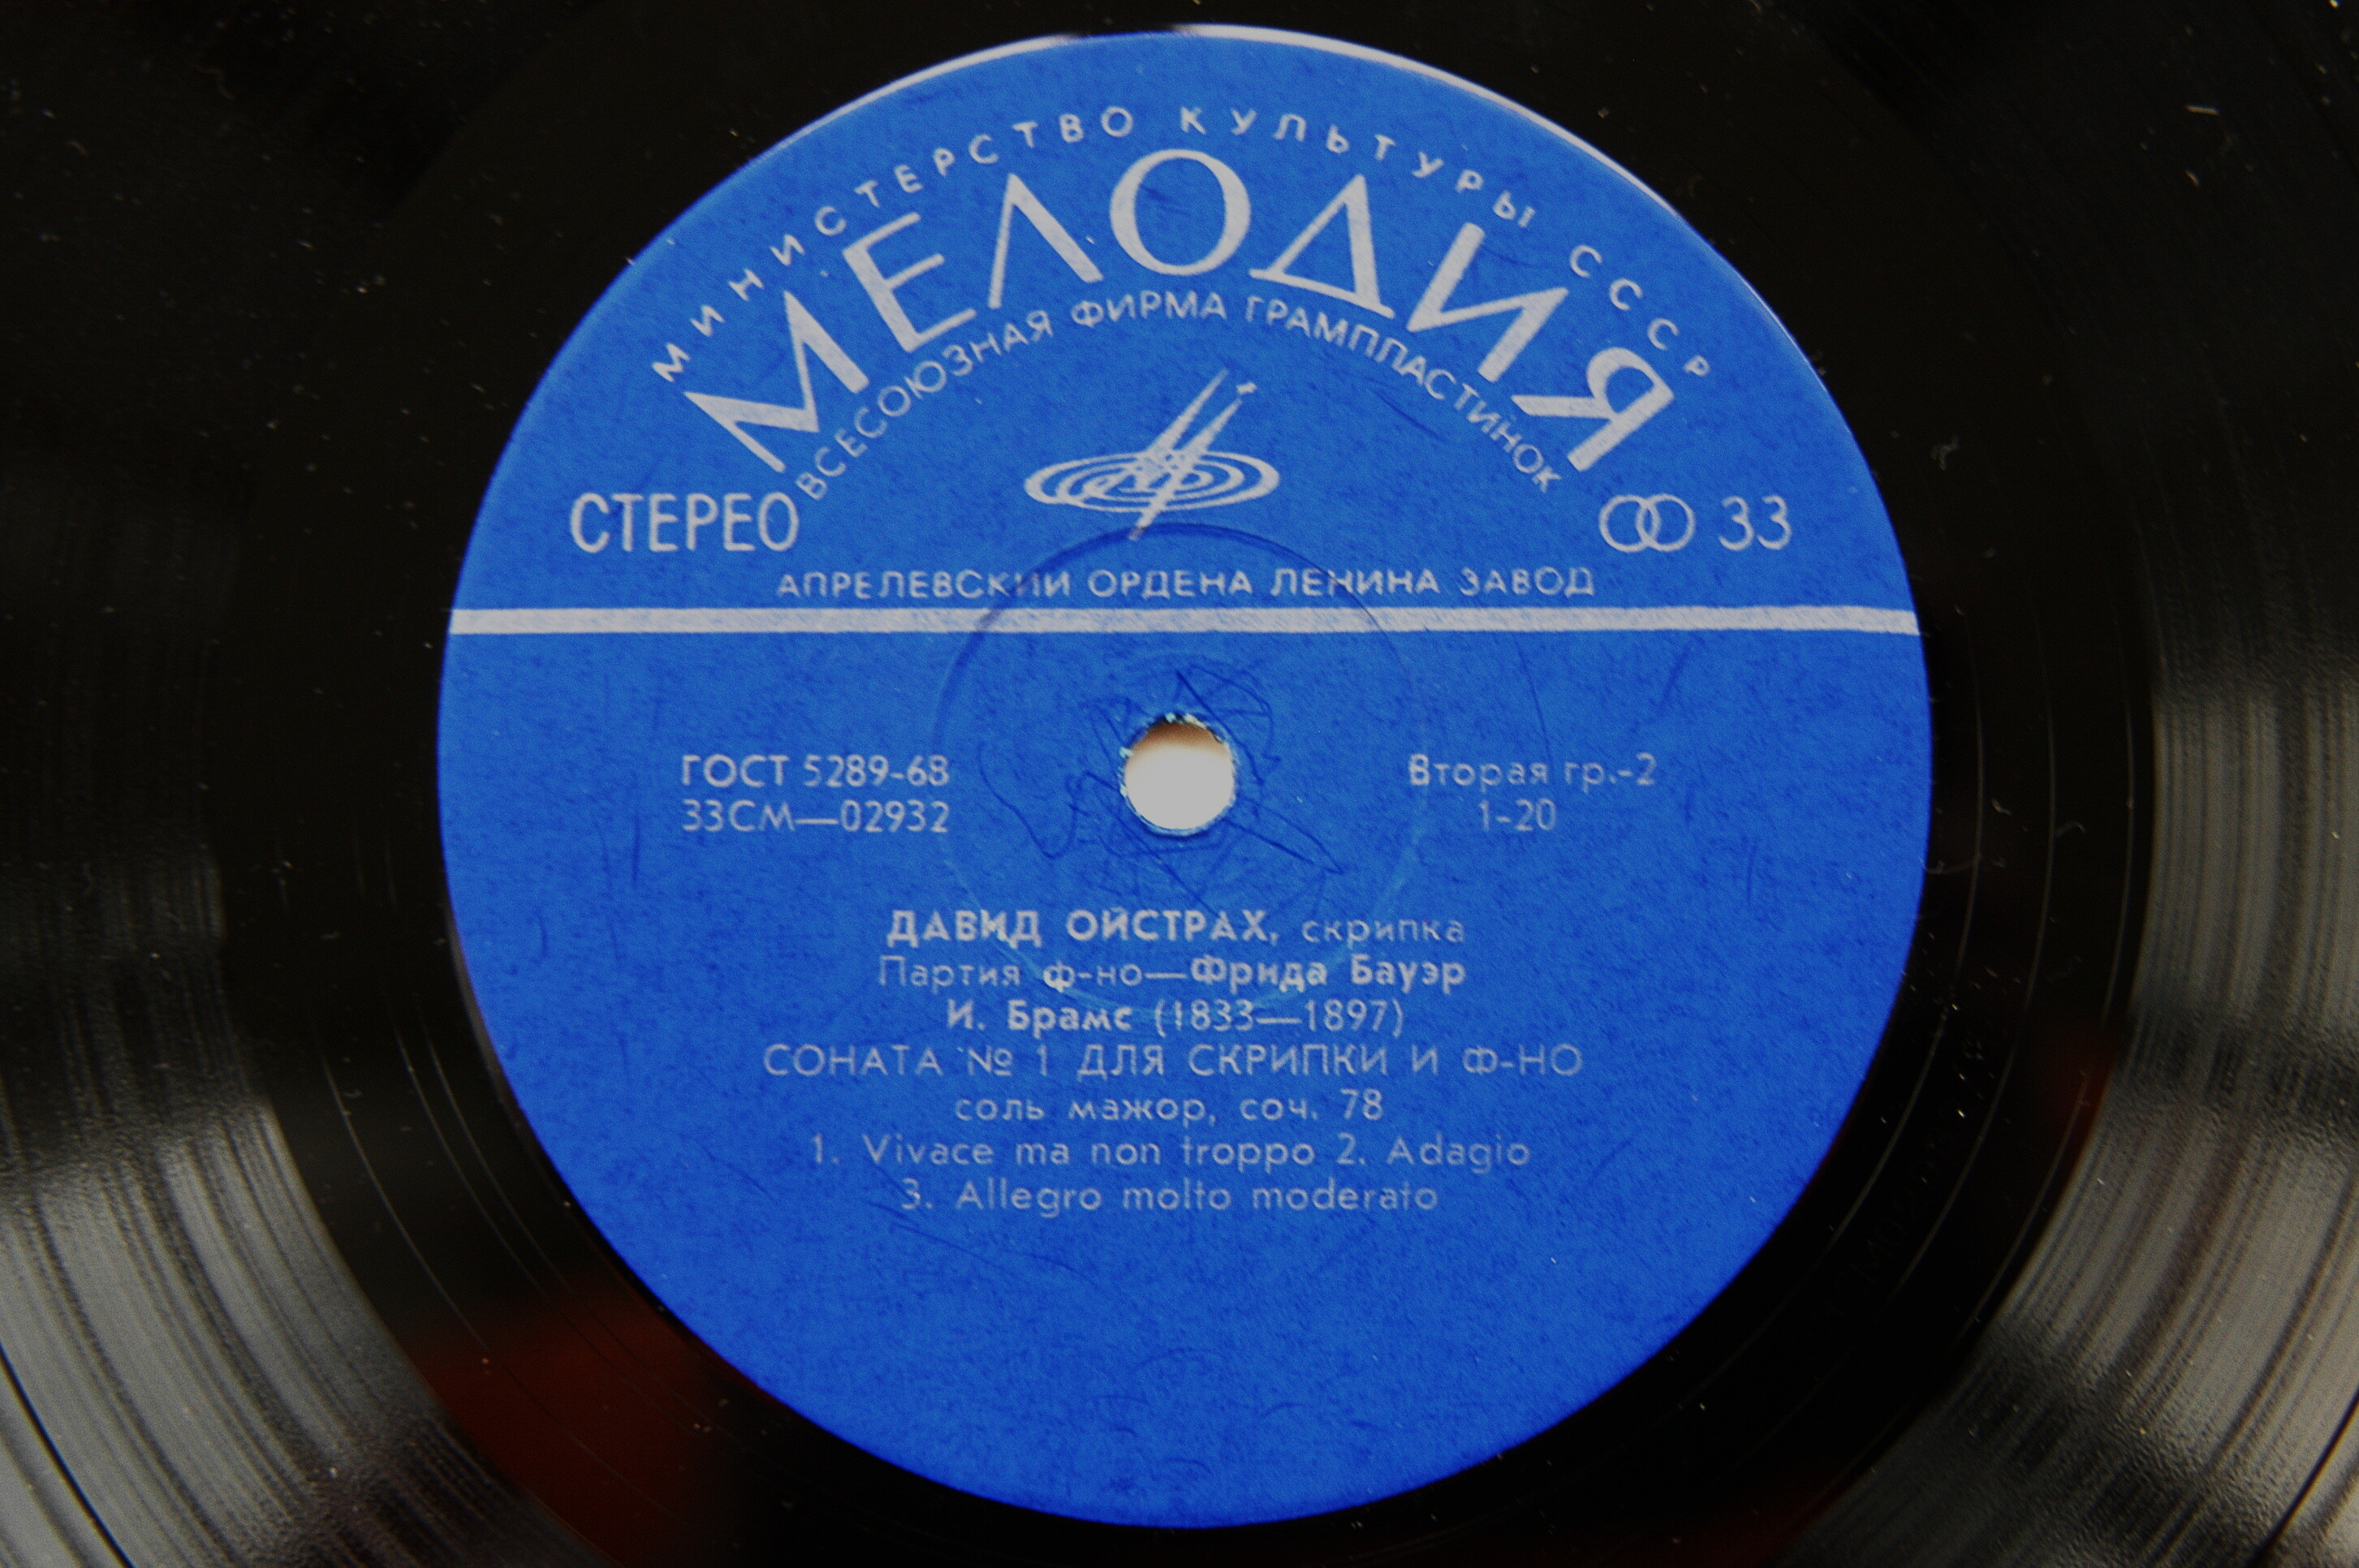 МИНИСТЕРСТВО КУЛЬТУРЫ СССР
МЕЛОДИЯ
ВСЕСОЮЗНАЯ ФИРМА ГРАМПЛАСТИНОК
СТЕРЕО 33
АПРЕЛЕВСКИЙ ОРДЕНА ЛЕНИНА ЗАВОД
ГОСТ 5289-68 Вторая гр.-2
33СМ—02932 1-20
ДАВИД ОЙСТРАХ, скрипка
Партия ф-но—Фрида Бауэр
И. Брамс (1833—1897)
СОНАТА № 1 ДЛЯ СКРИПКИ И Ф-НО
соль мажор, соч. 78
1. Vivace ma non troppo 2. Adagio
3. Allegro molto moderato